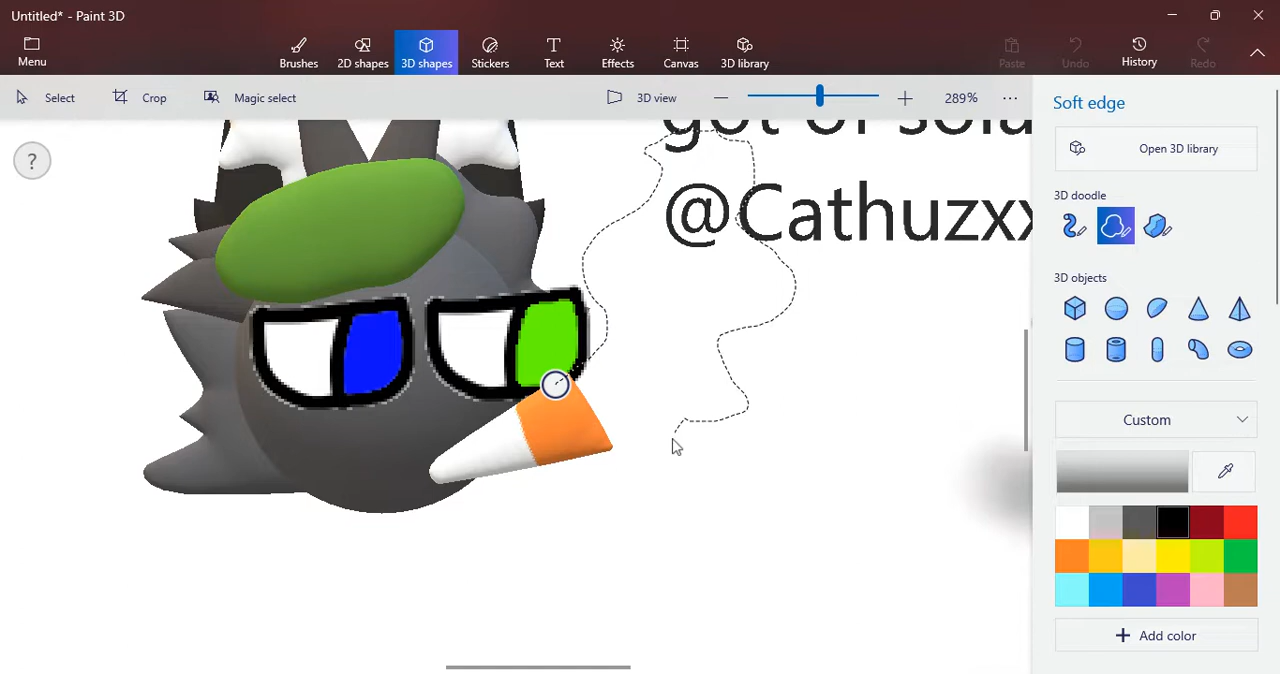 Untitled* - Paint 3D
Menu
Brushes 2D shapes 3D shapes Stickers Text Effects Canvas 3D library Paste Undo History Redo
Select Crop Magic select 3D view 289%
Soft edge
?
Open 3D library
3D doodle
@Cathuzxx
3D objects
Custom
Add color